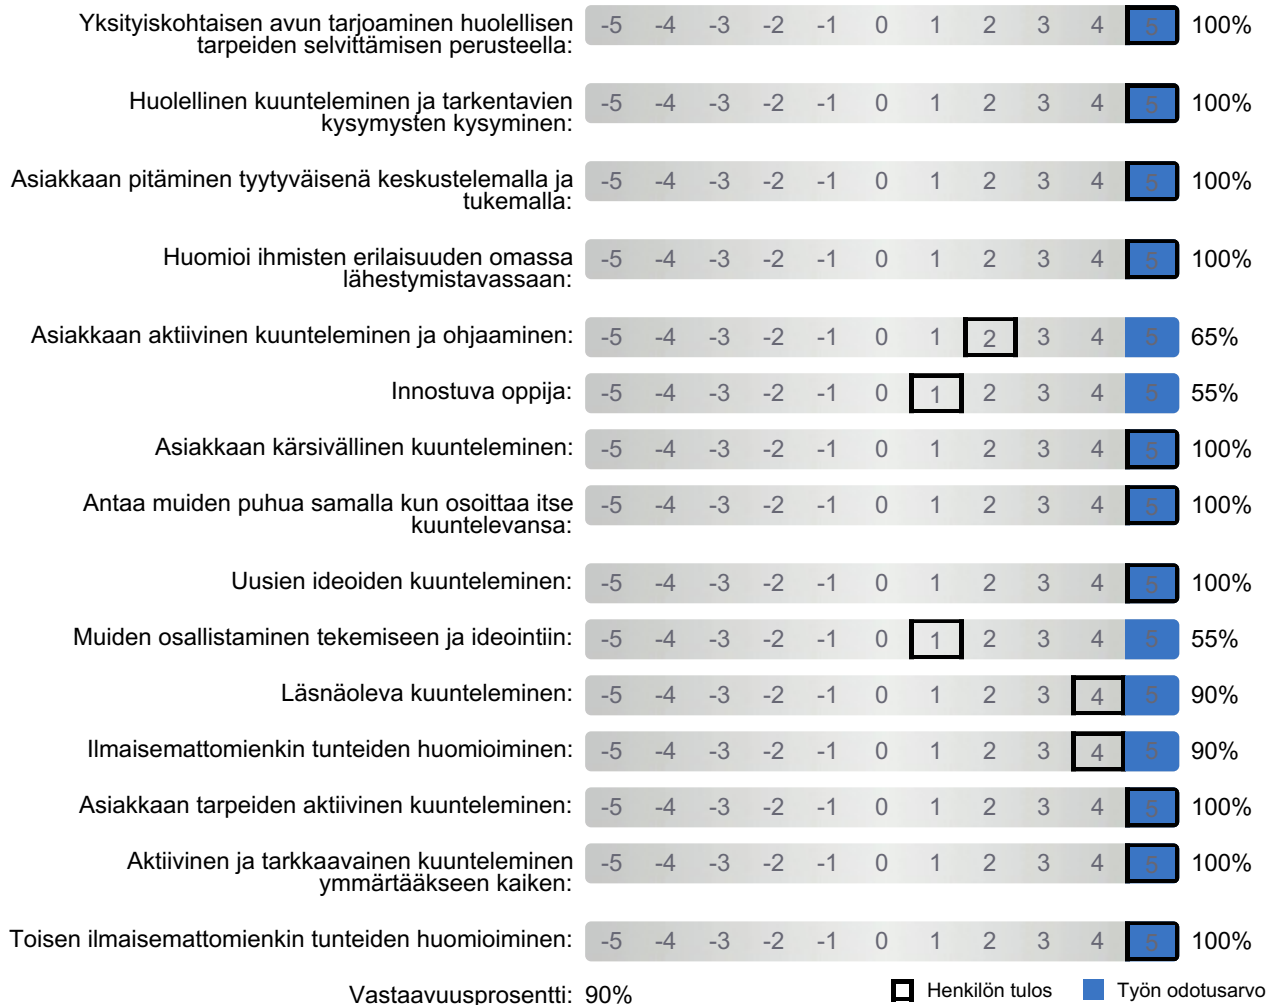 Yksityiskohtaisen avun tarjoaminen huolellisen
tarpeiden selvittämisen perusteella:
-5 -4 -3 -2 -1 0 1 2 3 4 5 100%
Huolellinen kuunteleminen ja tarkentavien
kysymysten kysyminen:
-5 -4 -3 -2 -1 0 1 2 3 4 5 100%
Asiakkaan pitäminen tyytyväisenä keskustelemalla ja
tukemalla:
-5 -4 -3 -2 -1 0 1 2 3 4 5 100%
Huomioi ihmisten erilaisuuden omassa
lähestymistavassaan:
-5 -4 -3 -2 -1 0 1 2 3 4 5 100%
Asiakkaan aktiivinen kuunteleminen ja ohjaaminen: -5 -4 -3 -2 -1 0 1 2 3 4 5 65%
Innostuva oppija: -5 -4 -3 -2 -1 0 1 2 3 4 5 55%
Asiakkaan kärsivällinen kuunteleminen: -5 -4 -3 -2 -1 0 1 2 3 4 5 100%
Antaa muiden puhua samalla kun osoittaa itse
kuuntelevansa:
-5 -4 -3 -2 -1 0 1 2 3 4 5 100%
Uusien ideoiden kuunteleminen: -5 -4 -3 -2 -1 0 1 2 3 4 5 100%
Muiden osallistaminen tekemiseen ja ideointiin: -5 -4 -3 -2 -1 0 1 2 3 4 5 55%
Läsnäoleva kuunteleminen: -5 -4 -3 -2 -1 0 1 2 3 4 5 90%
Ilmaisemattomienkin tunteiden huomioiminen: -5 -4 -3 -2 -1 0 1 2 3 4 5 90%
Asiakkaan tarpeiden aktiivinen kuunteleminen: -5 -4 -3 -2 -1 0 1 2 3 4 5 100%
Aktiivinen ja tarkkaavainen kuunteleminen
ymmärtääkseen kaiken:
-5 -4 -3 -2 -1 0 1 2 3 4 5 100%
Toisen ilmaisemattomienkin tunteiden huomioiminen: -5 -4 -3 -2 -1 0 1 2 3 4 5 100%
Vastaavuusprosentti: 90% Henkilön tulos Työn odotusarvo